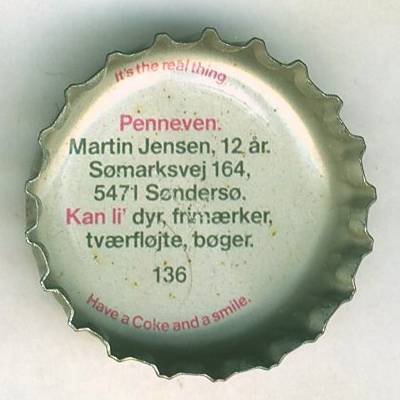 It's the real thing.
Penneven.
Martin Jensen, 12 år.
Sømarksvej 164,
5471 Søndersø.
Kan li' dyr, frimærker,
tværfløjte, bøger.
136
Have a Coke and a smile.